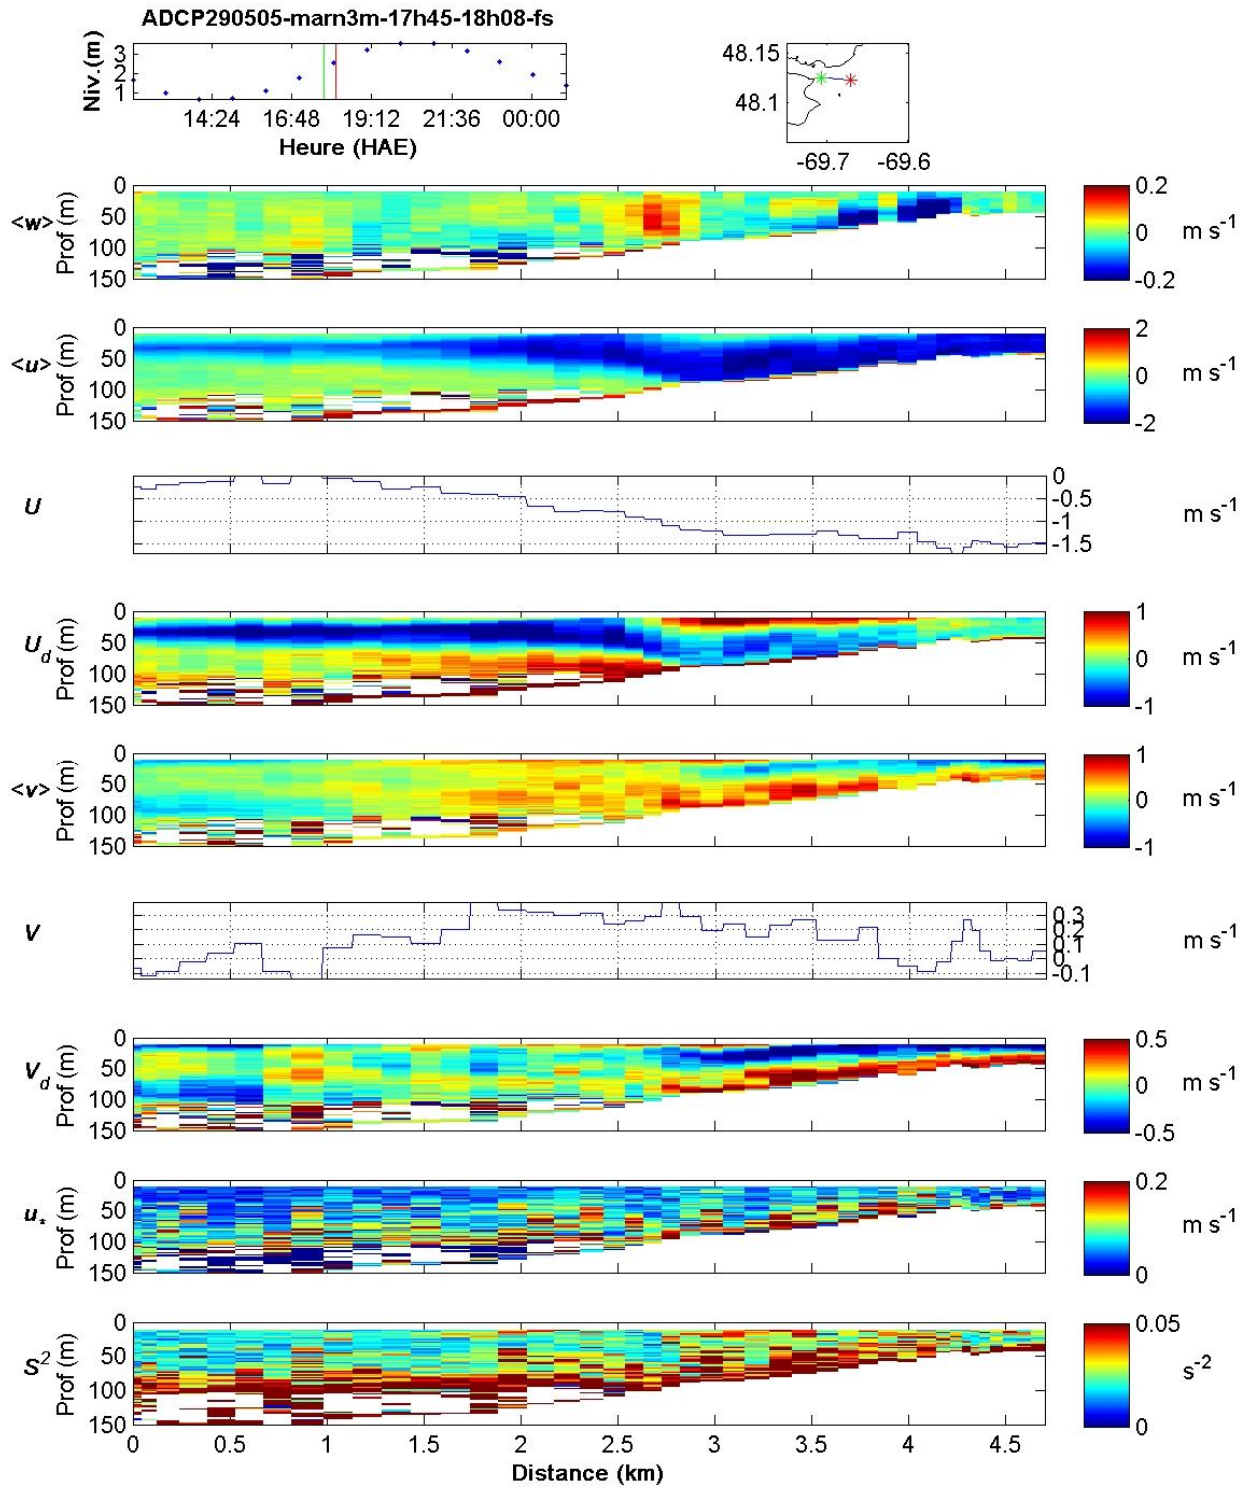 ADCP290505-marn3m-17h45-18h08-fs
Niv.(m)
3
2
1
14:24 16:48 19:12 21:36 00:00
Heure (HAE)
48.15
48.1
-69.7 -69.6
<w>
Prof (m)
0
50
100
150
0.2
0
-0.2
m s-1
<u>
Prof (m)
0
50
100
150
2
0
-2
m s-1
U
0
-0.5
-1
-1.5
m s-1
Ud
Prof (m)
0
50
100
150
1
0
-1
m s-1
<v>
Prof (m)
0
50
100
150
1
0
-1
m s-1
V
0.3
0.2
0.1
0
-0.1
m s-1
Vd
Prof (m)
0
50
100
150
0.5
0
-0.5
m s-1
u*
Prof (m)
0
50
100
150
0.2
0
m s-1
S2
Prof (m)
0
50
100
150
0.05
0
s-2
0 0.5 1 1.5 2 2.5 3 3.5 4 4.5
Distance (km)